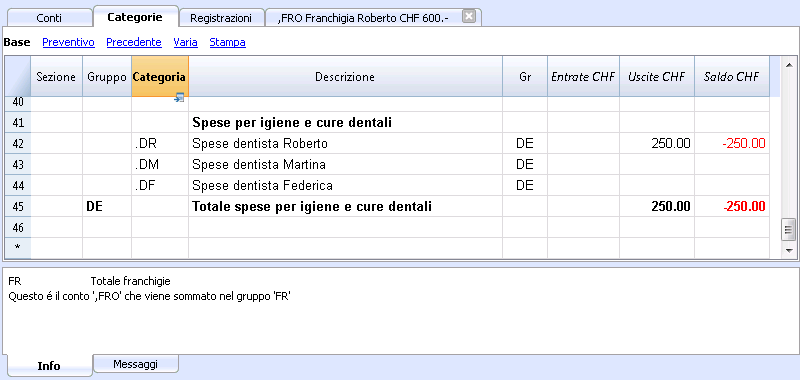 Conti Categorie Registrazioni ,FRO Franchigia Roberto CHF 600.-
Base Preventivo Precedente Varia Stampa
Sezione Gruppo Categoria Descrizione Gr Entrate CHF Uscite CHF Saldo CHF
40
41 Spese per igiene e cure dentali
42 .DR Spese dentista Roberto DE 250.00 -250.00
43 .DM Spese dentista Martina DE
44 .DF Spese dentista Federica DE
45 DE Totale spese per igiene e cure dentali 250.00 -250.00
46
*
FR Totale franchigie
Questo é il conto ',FRO' che viene sommato nel gruppo 'FR'
Info Messaggi